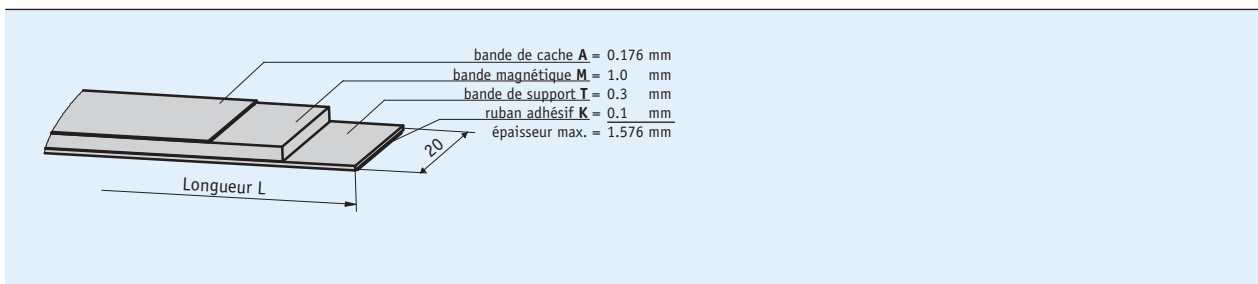 bande de cache A = 0.176 mm
bande magnétique M = 1.0 mm
bande de support T = 0.3 mm
ruban adhésif K = 0.1 mm
épaisseur max. = 1.576 mm
20
Longueur L